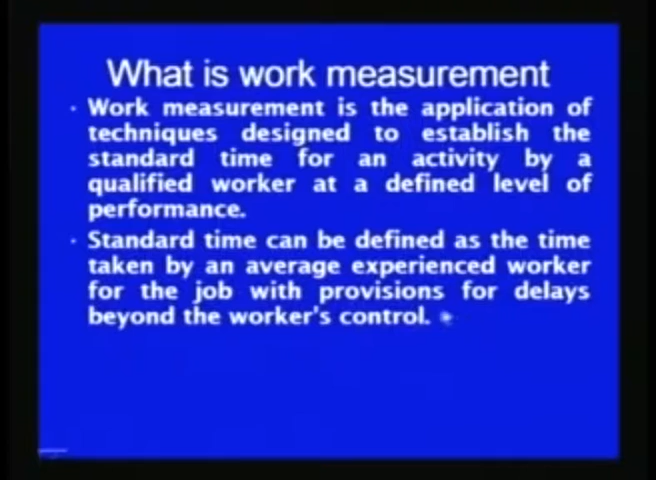 What is work measurement
· Work measurement is the application of
techniques designed to establish the
standard time for an activity by a
qualified worker at a defined level of
performance.
· Standard time can be defined as the time
taken by an average experienced worker
for the job with provisions for delays
beyond the worker's control.